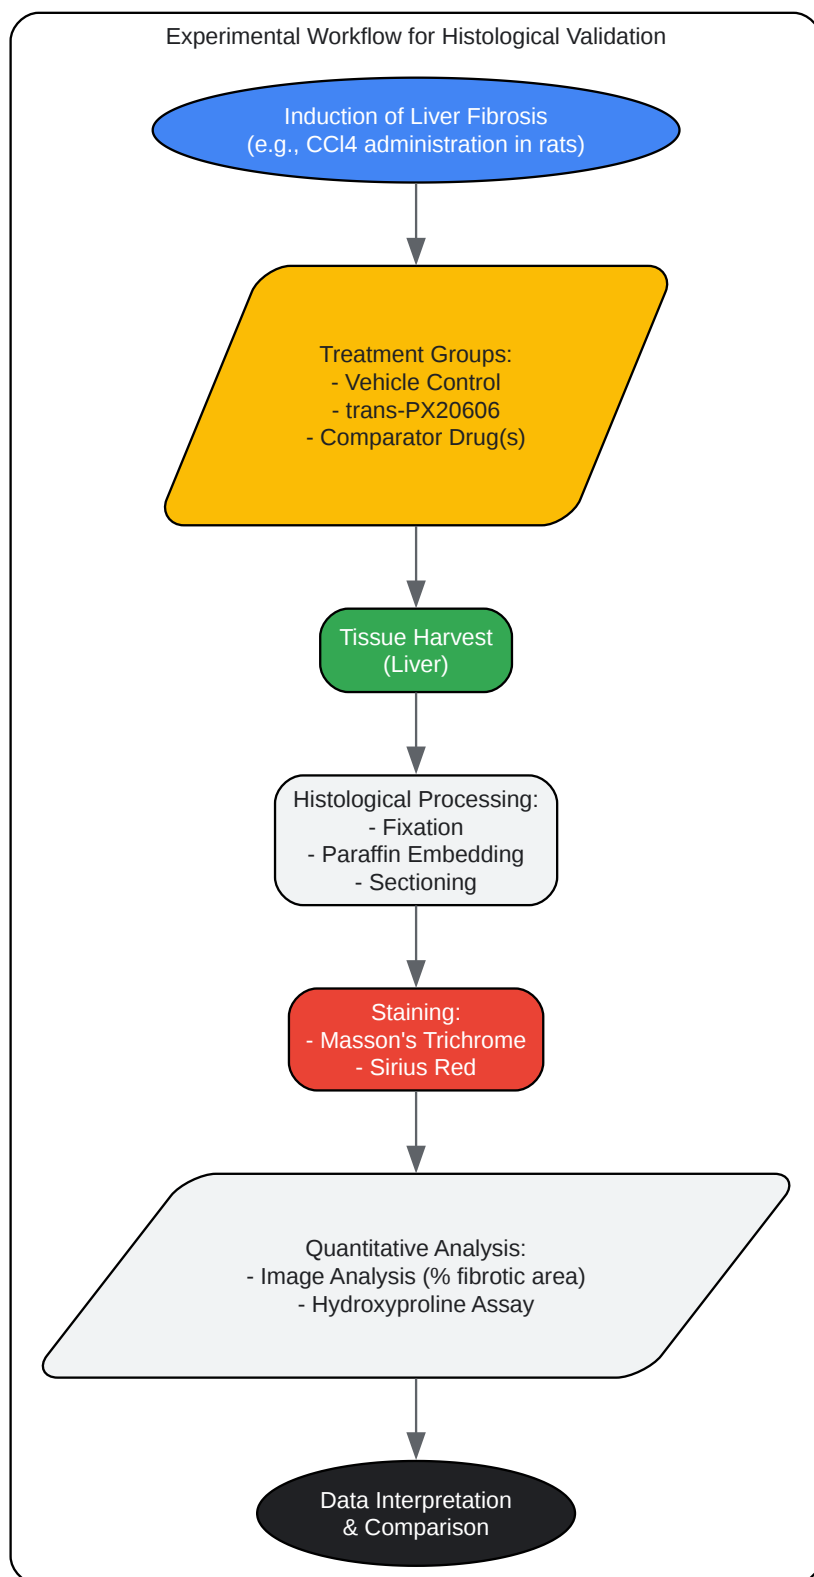 Experimental Workflow for Histological Validation
Induction of Liver Fibrosis
(e.g., CCl4 administration in rats)
Treatment Groups:
- Vehicle Control
- trans-PX20606
- Comparator Drug(s)
Tissue Harvest
(Liver)
Histological Processing:
- Fixation
- Paraffin Embedding
- Sectioning
Staining:
- Masson's Trichrome
- Sirius Red
Quantitative Analysis:
- Image Analysis (% fibrotic area)
- Hydroxyproline Assay
Data Interpretation
& Comparison